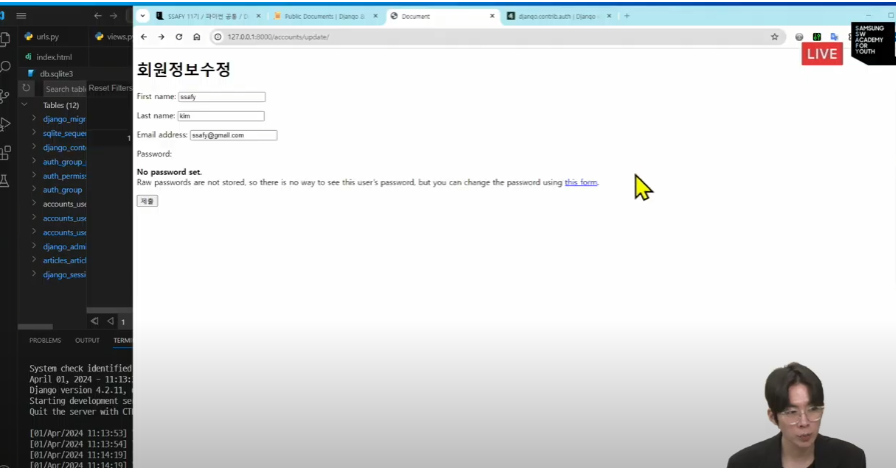 SSAFY 11기 / 파이썬 공통 / D
Public Documents | Django
Document
django.contrib.auth | Django
urls.py
views.p
127.0.0.1:8000/accounts/update/
SAMSUNG
SW
ACADEMY
FOR
YOUTH
LIVE
index.html
db.sqlite3
Search table
Reset Filters
Tables (12)
django_migr
sqlite_seque
django_conte
auth_group_
auth_permiss
auth_group
accounts_use
accounts_use
accounts_use
django_admi
articles_articl
django_sessi
1
1
회원정보수정
First name: ssafy
Last name: kim
Email address: ssafy@gmail.com
Password:
No password set.
Raw passwords are not stored, so there is no way to see this user's password, but you can change the password using this form.
제출
PROBLEMS OUTPUT TERMI
System check identified
April 01, 2024 - 11:13:
Django version 4.2.11,
Starting development se
Quit the server with CT
[01/Apr/2024 11:13:53]
[01/Apr/2024 11:13:54]
[01/Apr/2024 11:14:19]
[01/Apr/2024 11:14:19]